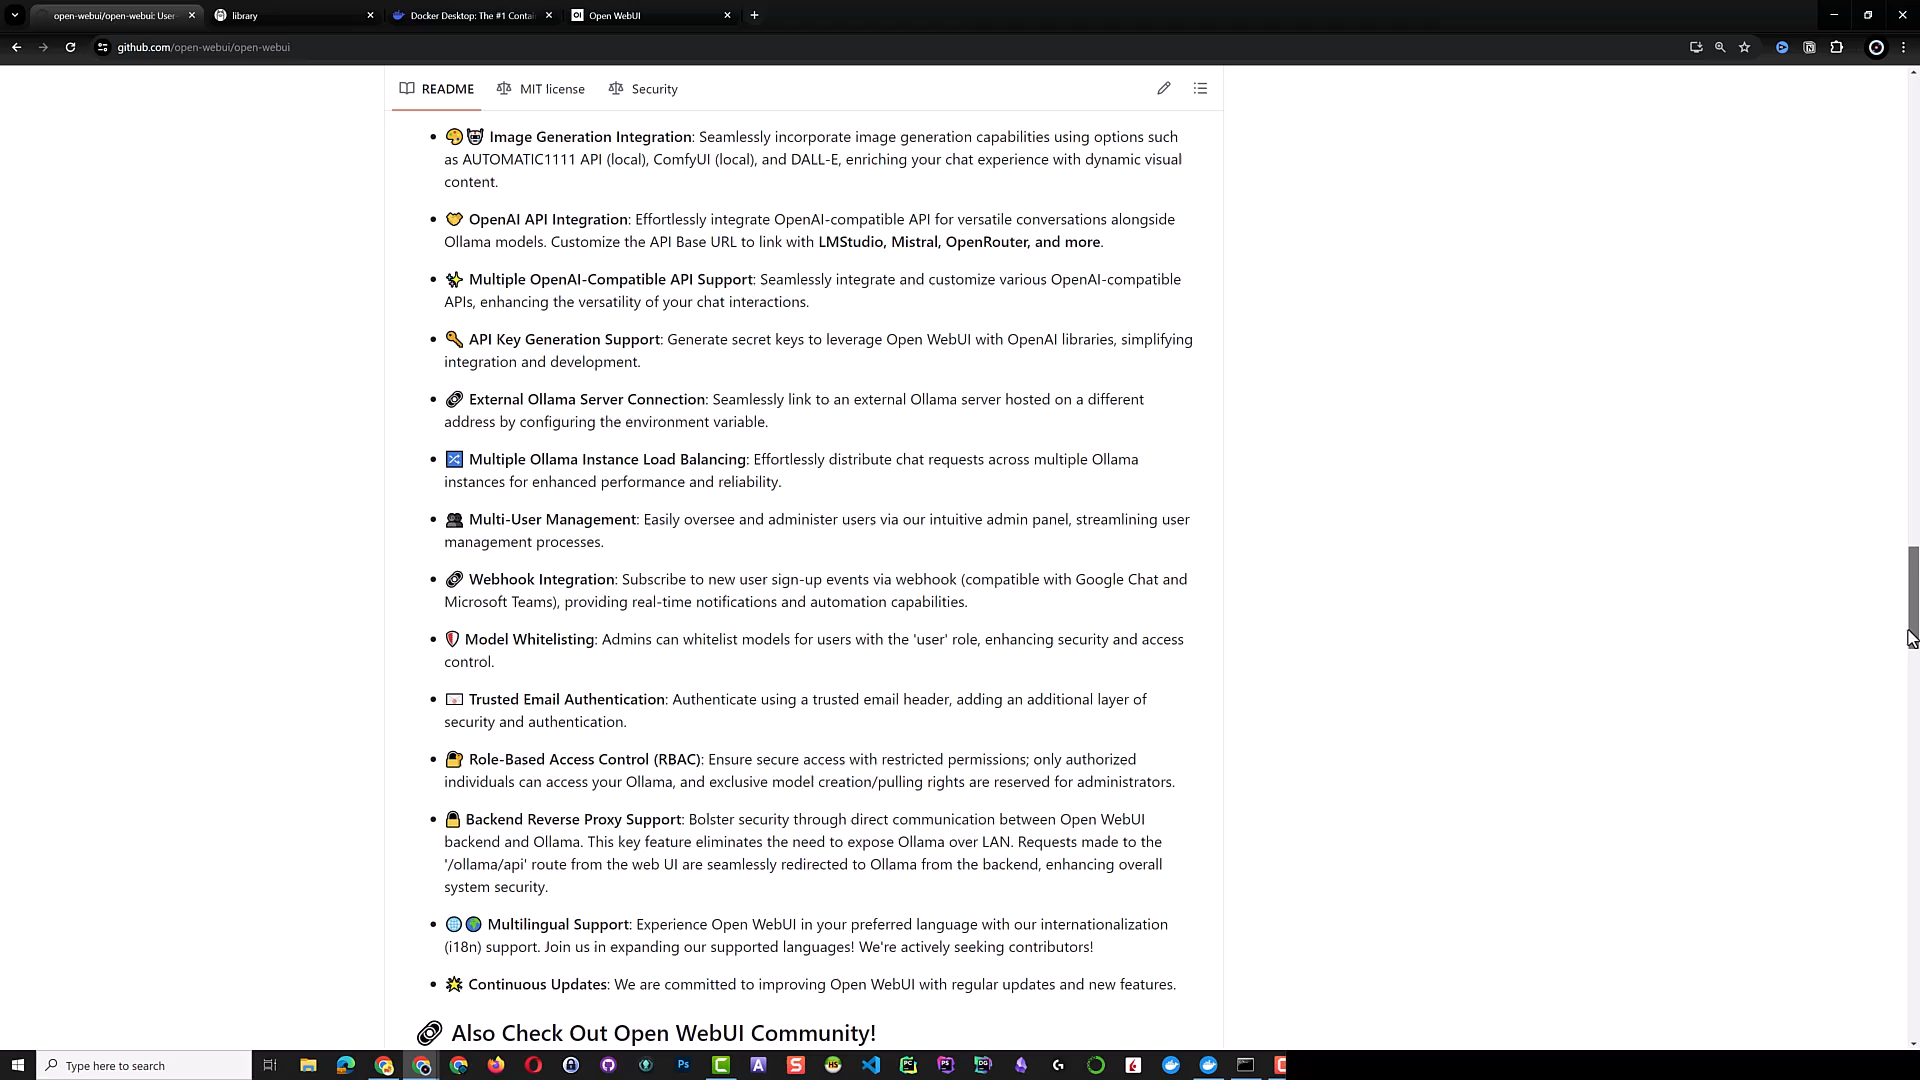 open-webui/open-webui: User-
library
Docker Desktop: The #1 Contai
Open WebUI
github.com/open-webui/open-webui
README
MIT license
Security
Image Generation Integration: Seamlessly incorporate image generation capabilities using options such
as AUTOMATIC1111 API (local), ComfyUI (local), and DALL-E, enriching your chat experience with dynamic visual
content.
OpenAI API Integration: Effortlessly integrate OpenAI-compatible API for versatile conversations alongside
Ollama models. Customize the API Base URL to link with LMStudio, Mistral, OpenRouter, and more.
Multiple OpenAI-Compatible API Support: Seamlessly integrate and customize various OpenAI-compatible
APIs, enhancing the versatility of your chat interactions.
API Key Generation Support: Generate secret keys to leverage Open WebUI with OpenAI libraries, simplifying
integration and development.
External Ollama Server Connection: Seamlessly link to an external Ollama server hosted on a different
address by configuring the environment variable.
Multiple Ollama Instance Load Balancing: Effortlessly distribute chat requests across multiple Ollama
instances for enhanced performance and reliability.
Multi-User Management: Easily oversee and administer users via our intuitive admin panel, streamlining user
management processes.
Webhook Integration: Subscribe to new user sign-up events via webhook (compatible with Google Chat and
Microsoft Teams), providing real-time notifications and automation capabilities.
Model Whitelisting: Admins can whitelist models for users with the 'user' role, enhancing security and access
control.
Trusted Email Authentication: Authenticate using a trusted email header, adding an additional layer of
security and authentication.
Role-Based Access Control (RBAC): Ensure secure access with restricted permissions; only authorized
individuals can access your Ollama, and exclusive model creation/pulling rights are reserved for administrators.
Backend Reverse Proxy Support: Bolster security through direct communication between Open WebUI
backend and Ollama. This key feature eliminates the need to expose Ollama over LAN. Requests made to the
'/ollama/api' route from the web UI are seamlessly redirected to Ollama from the backend, enhancing overall
system security.
Multilingual Support: Experience Open WebUI in your preferred language with our internationalization
(i18n) support. Join us in expanding our supported languages! We're actively seeking contributors!
Continuous Updates: We are committed to improving Open WebUI with regular updates and new features.
Also Check Out Open WebUI Community!
Type here to search